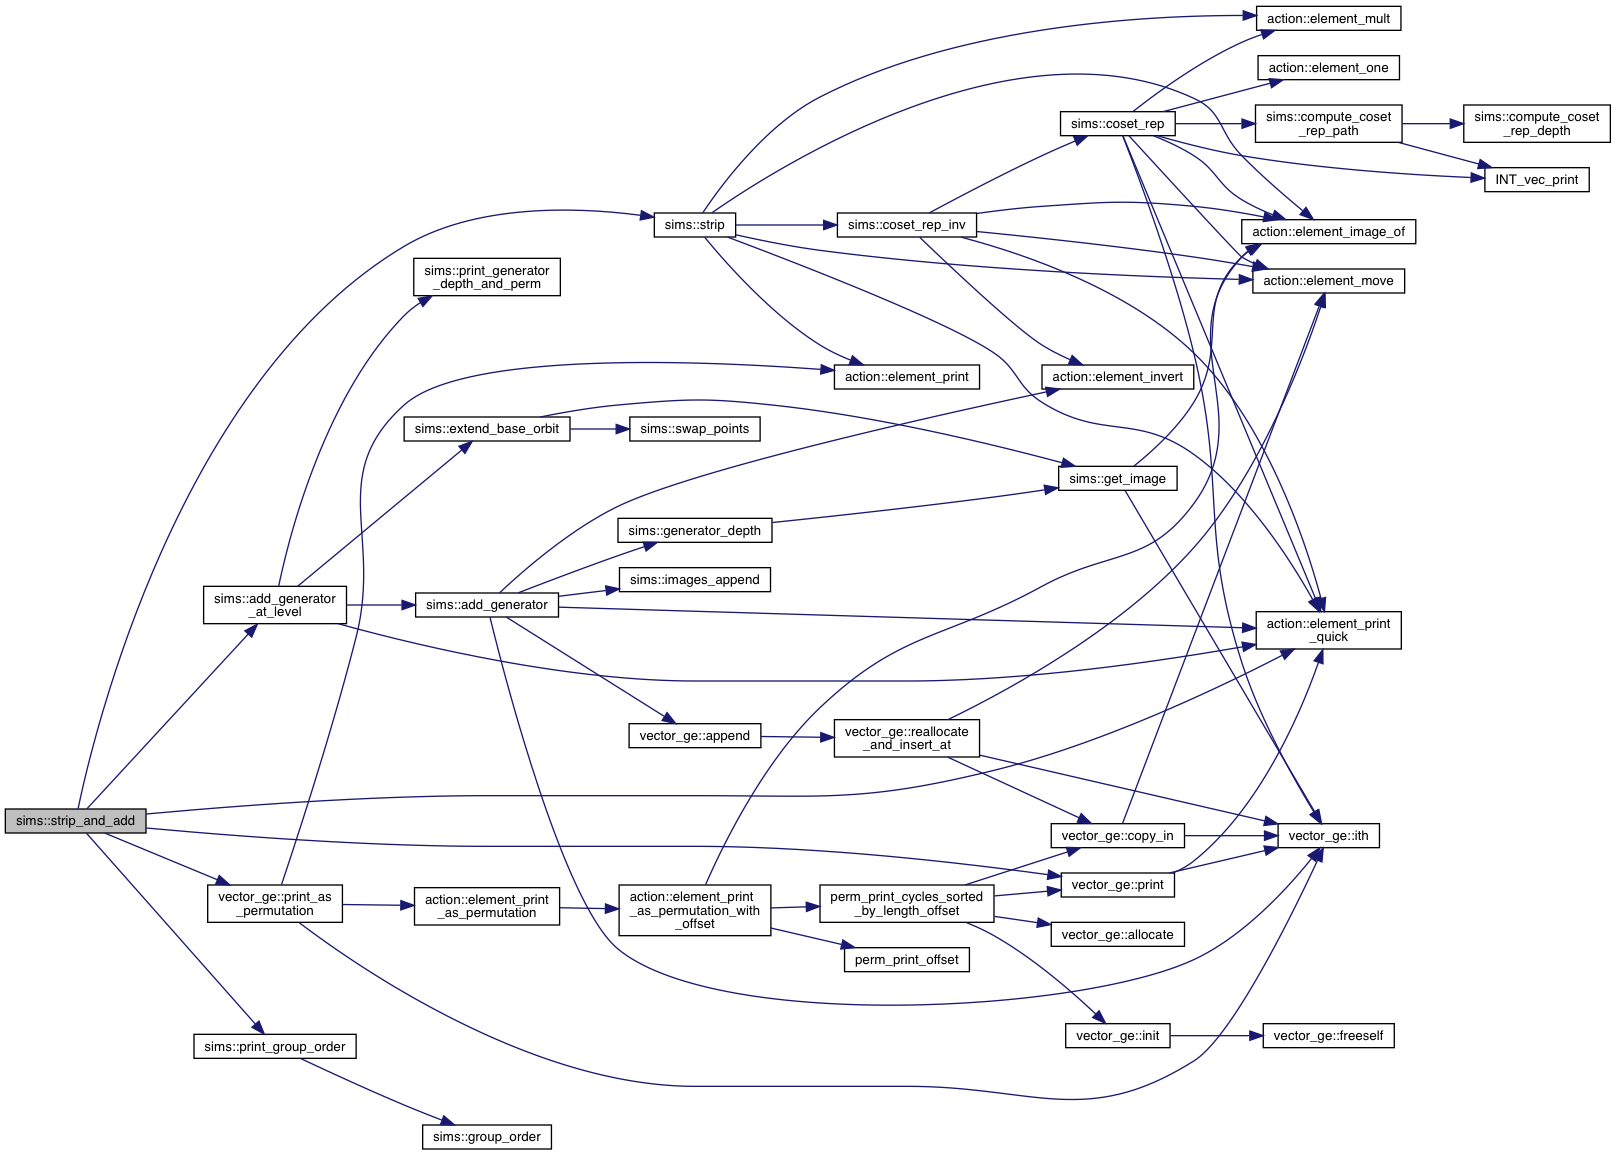 action::element_mult
action::element_one
sims::coset_rep
sims::compute_coset
_rep_path
sims::compute_coset
_rep_depth
INT_vec_print
sims::strip
sims::coset_rep_inv
action::element_image_of
sims::print_generator
_depth_and_perm
action::element_move
action::element_print
action::element_invert
sims::extend_base_orbit
sims::swap_points
sims::get_image
sims::generator_depth
sims::images_append
sims::add_generator
_at_level
sims::add_generator
action::element_print
_quick
vector_ge::append
vector_ge::reallocate
_and_insert_at
sims::strip_and_add
vector_ge::copy_in
vector_ge::ith
vector_ge::print
vector_ge::print_as
_permutation
action::element_print
_as_permutation
action::element_print
_as_permutation_with
_offset
perm_print_cycles_sorted
_by_length_offset
vector_ge::allocate
perm_print_offset
vector_ge::init
vector_ge::freeself
sims::print_group_order
sims::group_order